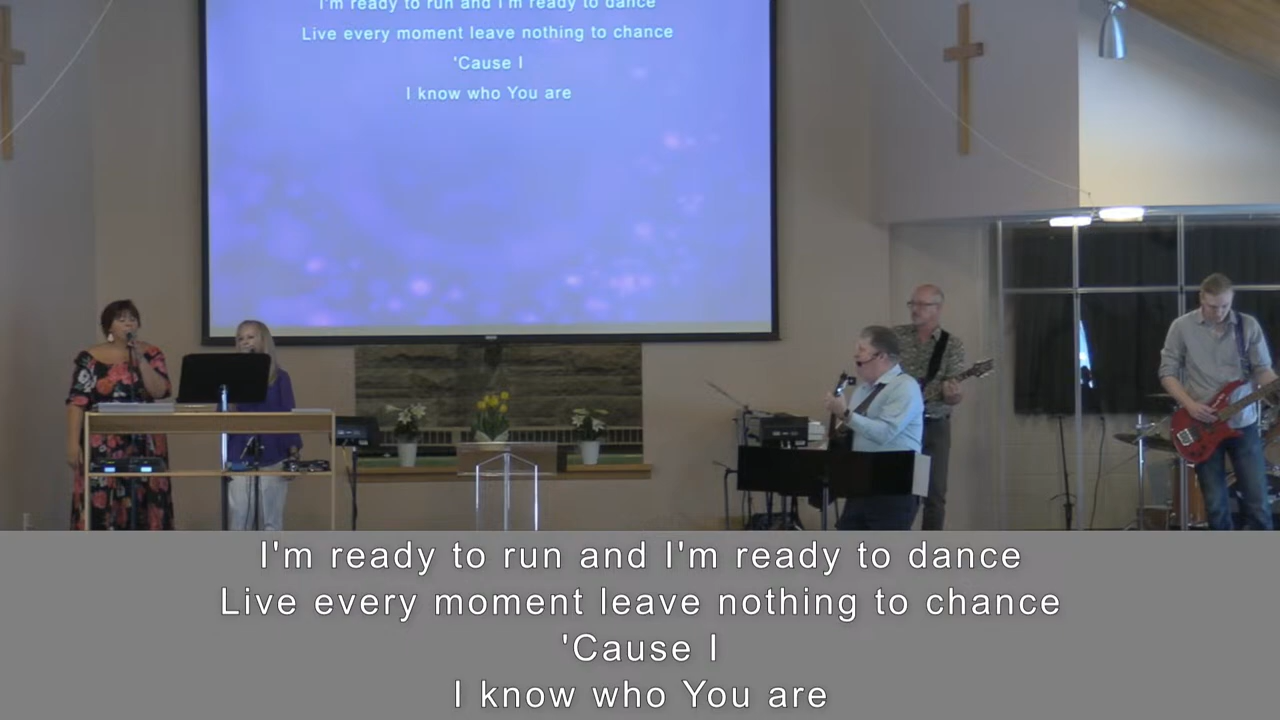 I'm ready to run and I'm ready to dance
Live every moment leave nothing to chance
'Cause I
I know who You are
I'm ready to run and I'm ready to dance
Live every moment leave nothing to chance
'Cause I
I know who You are